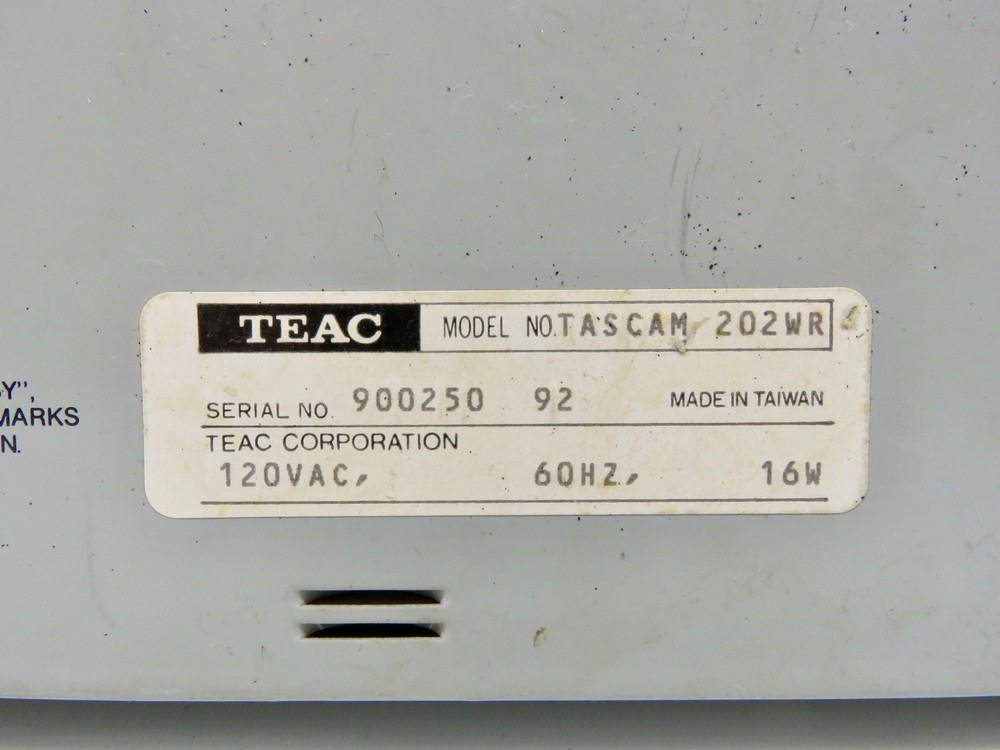 TEAC MODEL NO. TASCAM 202WR
SERIAL NO. 900250 92 MADE IN TAIWAN
TEAC CORPORATION
120VAC, 60HZ, 16W
Y",
MARKS
N.